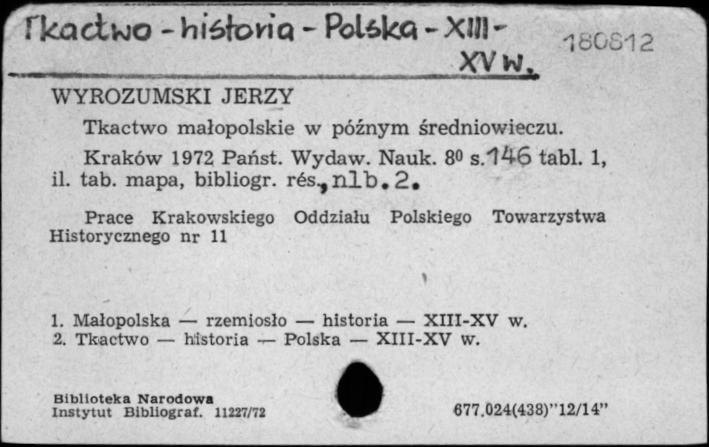 Tkactwo - historia - Polska - XIII-
XV w.
180812
WYROZUMSKI JERZY
Tkactwo małopolskie w późnym średniowieczu.
Kraków 1972 Państ. Wydaw. Nauk. 8⁰ s. 146 tabl. 1,
il. tab. mapa, bibliogr. rés., nlb. 2.
Prace Krakowskiego Oddziału Polskiego Towarzystwa
Historycznego nr 11
1. Małopolska — rzemiosło — historia — XIII-XV w.
2. Tkactwo — historia — Polska — XIII-XV w.
Biblioteka Narodowa
Instytut Bibliograf. 11227/72
677.024(438)"12/14"